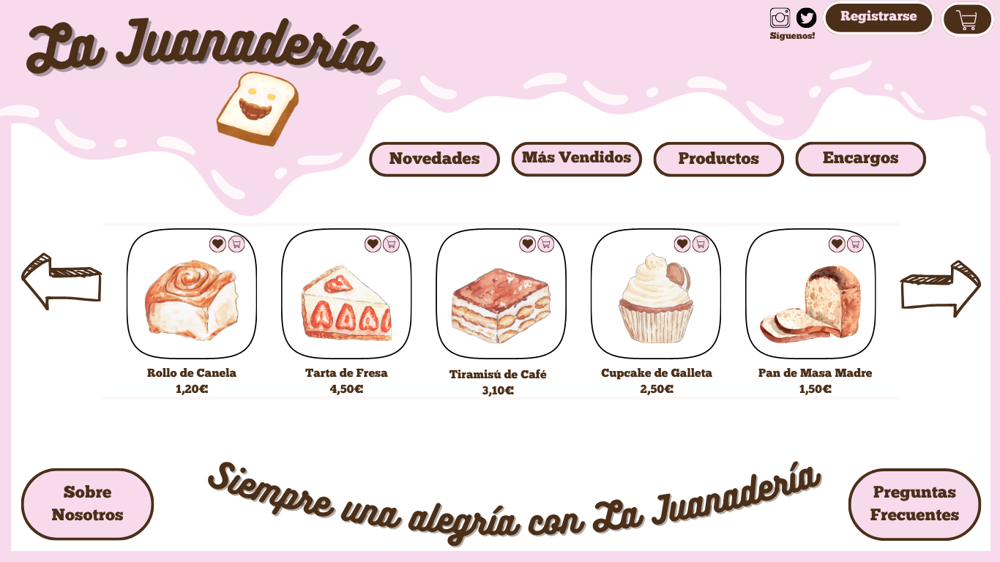 La Juanadería
Síguenos!
Registrarse
Novedades
Más Vendidos
Productos
Encargos
Rollo de Canela
1,20€
Tarta de Fresa
4,50€
Tiramisú de Café
3,10€
Cupcake de Galleta
2,50€
Pan de Masa Madre
1,50€
Sobre
Nosotros
Siempre una alegría con La Juanadería
Preguntas
Frecuentes